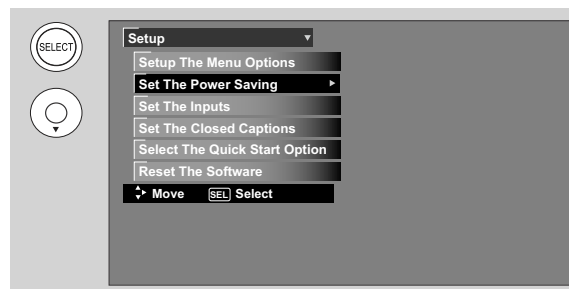 SELECT
Setup
Setup The Menu Options
Set The Power Saving
Set The Inputs
Set The Closed Captions
Select The Quick Start Option
Reset The Software
Move SEL Select